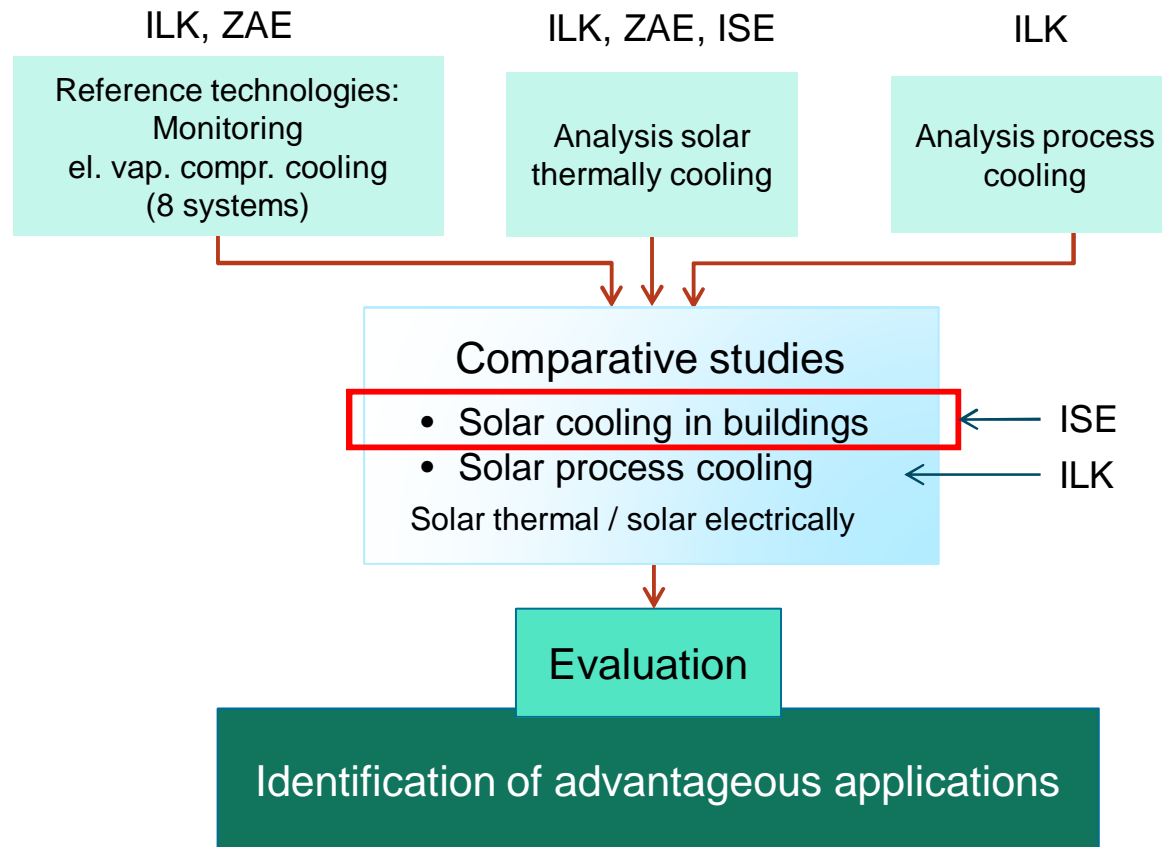 ILK, ZAE
Reference technologies:
Monitoring
el. vap. compr. cooling
(8 systems)
ILK, ZAE, ISE
Analysis solar
thermally cooling
ILK
Analysis process
cooling
Comparative studies
• Solar cooling in buildings
ISE
• Solar process cooling
ILK
Solar thermal / solar electrically
Evaluation
Identification of advantageous applications